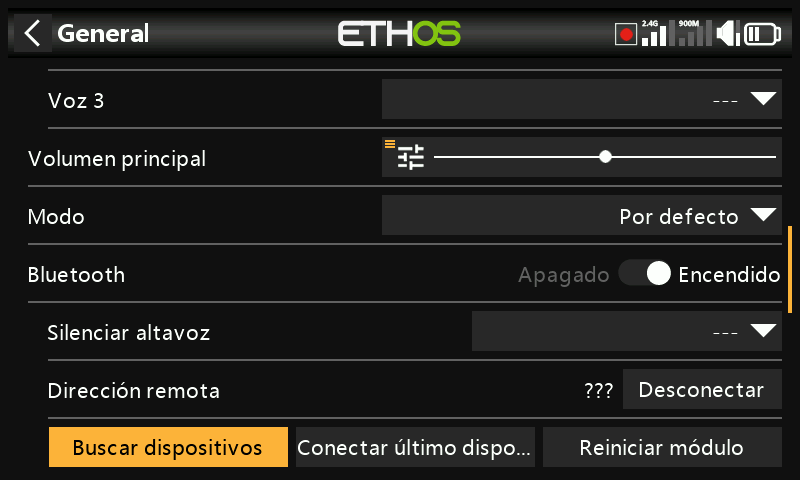 General
ETHOS
2.4G
900M
Voz 3
---
Volumen principal
Modo
Por defecto
Bluetooth
Apagado
Encendido
Silenciar altavoz
---
Dirección remota
???
Desconectar
Buscar dispositivos
Conectar último dispo...
Reiniciar módulo